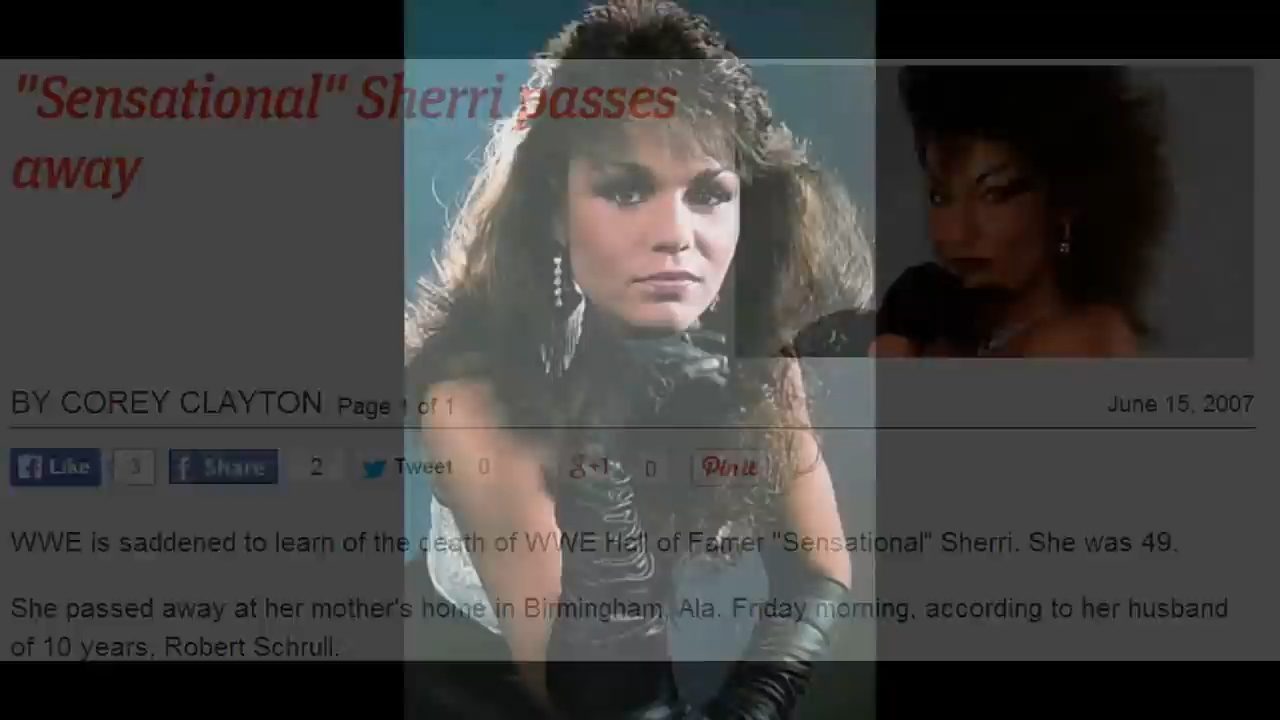 "Sensational" Sherri passes
away
BY COREY CLAYTON Page 1 of 1 June 15, 2007
Like 3 Share 2 Tweet 0 g+1 0 Pin it
WWE is saddened to learn of the death of WWE Hall of Famer "Sensational" Sherri. She was 49.
She passed away at her mother's home in Birmingham, Ala. Friday morning, according to her husband
of 10 years, Robert Schrull.